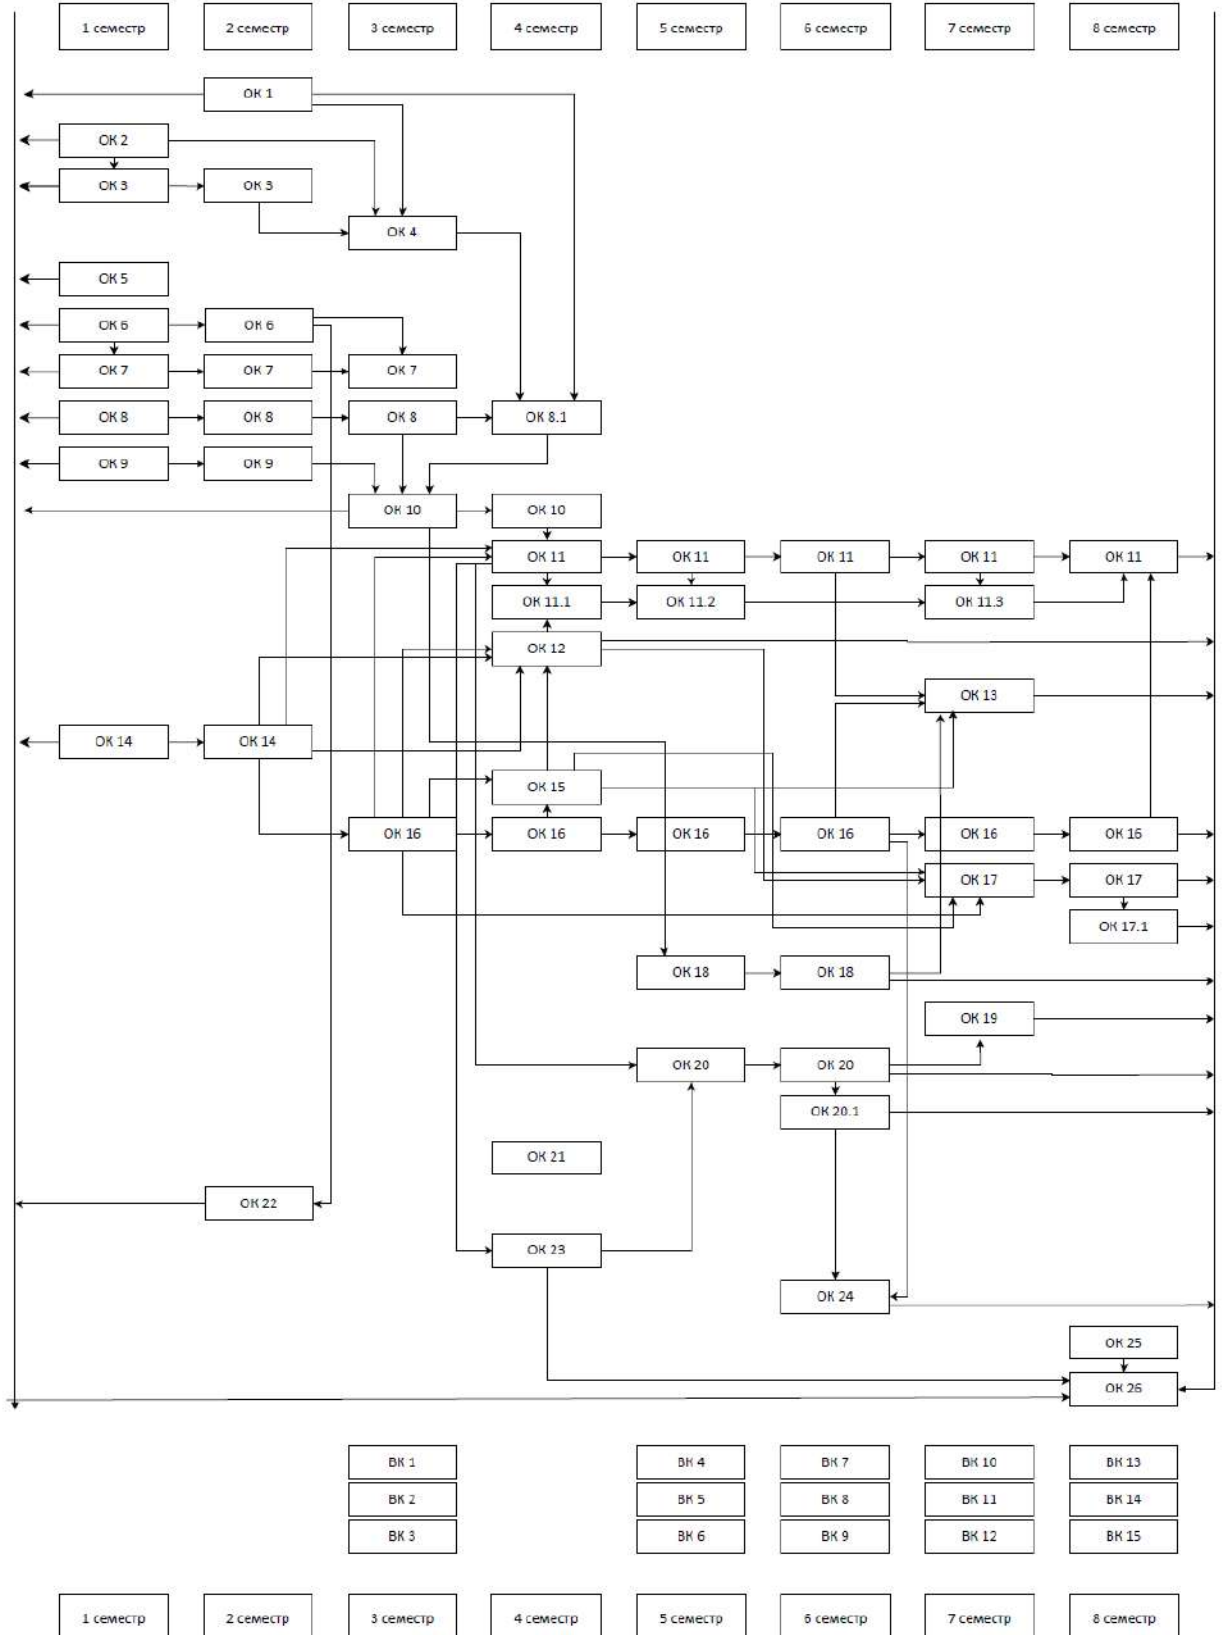 1 семестр 2 семестр 3 семестр 4 семестр 5 семестр 6 семестр 7 семестр 8 семестр
ОК 1
ОК 2
ОК 3 ОК 3
ОК 4
ОК 5
ОК 6 ОК 6
ОК 7 ОК 7 ОК 7
ОК 8 ОК 8 ОК 8 ОК 8.1
ОК 9 ОК 9
ОК 10 ОК 10
ОК 11 ОК 11 ОК 11 ОК 11 ОК 11
ОК 11.1 ОК 11.2 ОК 11.3
ОК 12
ОК 13
ОК 14 ОК 14
ОК 15
ОК 16 ОК 16 ОК 16 ОК 16 ОК 16 ОК 16
ОК 17 ОК 17
ОК 17.1
ОК 18 ОК 18
ОК 19
ОК 20 ОК 20
ОК 20.1
ОК 21
ОК 22
ОК 23
ОК 24
ОК 25
ОК 26
ВК 1 ВК 4 ВК 7 ВК 10 ВК 13
ВК 2 ВК 5 ВК 8 ВК 11 ВК 14
ВК 3 ВК 6 ВК 9 ВК 12 ВК 15
1 семестр 2 семестр 3 семестр 4 семестр 5 семестр 6 семестр 7 семестр 8 семестр